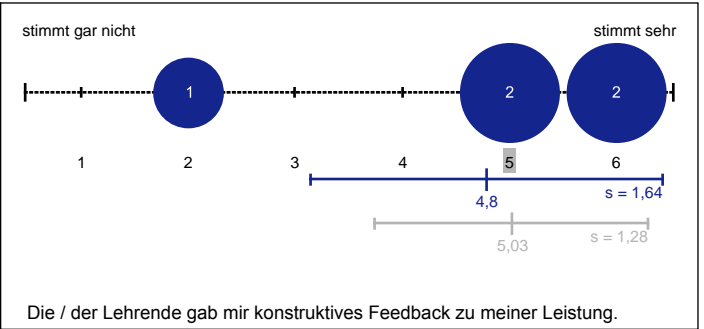 stimmt gar nicht stimmt sehr
1 2 2
1 2 3 4 5 6
s = 1,64
4,8
s = 1,28
5,03
Die / der Lehrende gab mir konstruktives Feedback zu meiner Leistung.